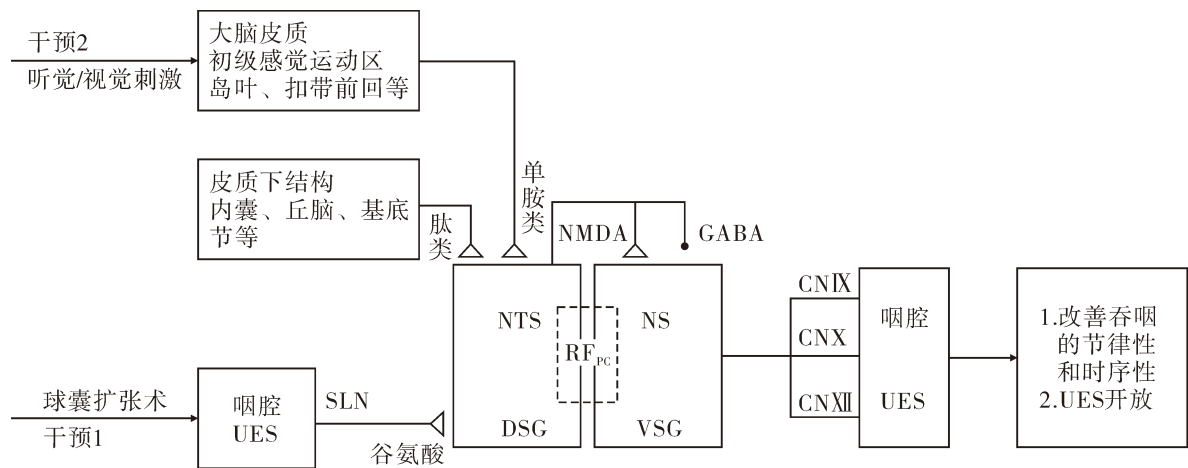 干预2
听觉/视觉刺激
大脑皮质
初级感觉运动区
岛叶、扣带前回等
皮质下结构
内囊、丘脑、基底
节等
肽类
单胺类
NMDA
GABA
NTS
NS
RFPC
DSG
VSG
球囊扩张术
干预1
咽腔
UES
SLN
谷氨酸
CNⅨ
CNX
CNⅫ
咽腔
UES
1.改善吞咽
的节律性
和时序性
2.UES开放